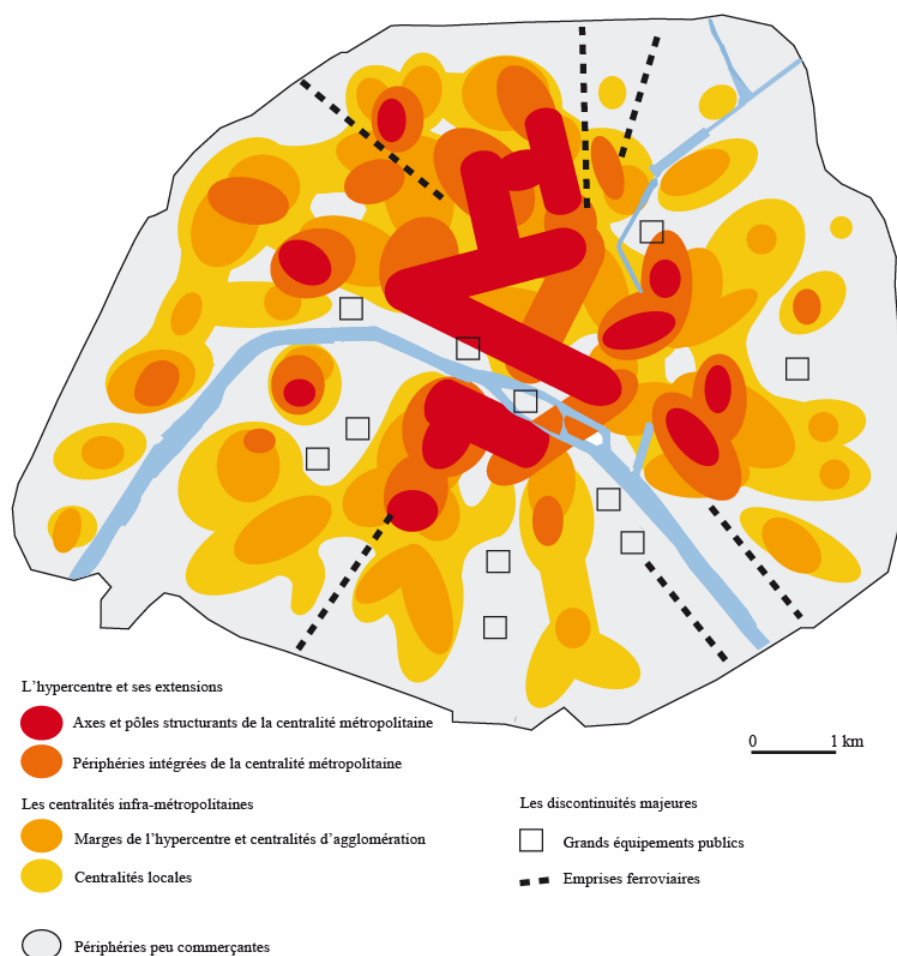 L'hypercentre et ses extensions
Axes et pôles structurants de la centralité métropolitaine
Périphéries intégrées de la centralité métropolitaine
Les centralités infra-métropolitaines
Marges de l'hypercentre et centralités d'agglomération
Centralités locales
Périphéries peu commerçantes
0 1 km
Les discontinuités majeures
Grands équipements publics
Emprises ferroviaires